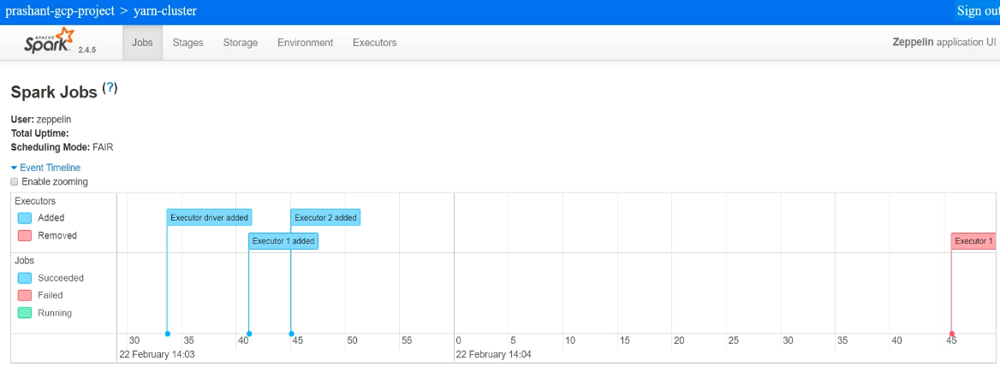 prashant-gcp-project > yarn-cluster
Sign out
APACHE
Spark 2.4.5
Jobs Stages Storage Environment Executors
Zeppelin application UI
Spark Jobs (?)
User: zeppelin
Total Uptime:
Scheduling Mode: FAIR
Event Timeline
Enable zooming
Executors
Added
Removed
Executor driver added
Executor 2 added
Executor 1 added
Executor 1
Jobs
Succeeded
Failed
Running
30 35 40 45 50 55 0 5 10 15 20 25 30 35 40 45
22 February 14:03 22 February 14:04